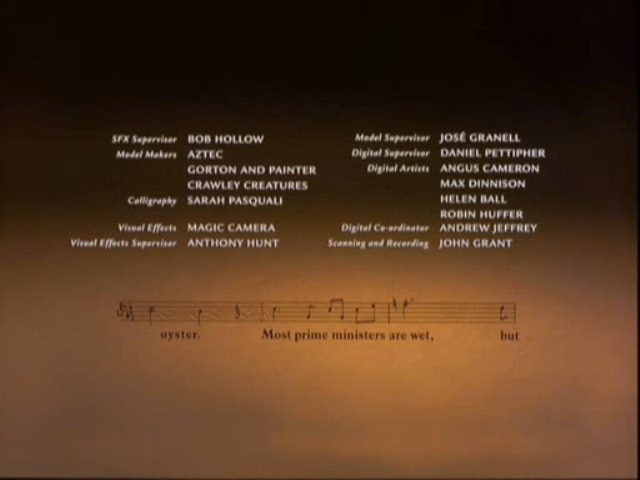 SFX Supervisor BOB HOLLOW
Model Makers AZTEC
GORTON AND PAINTER
CRAWLEY CREATURES
Calligraphy SARAH PASQUALI
Visual Effects MAGIC CAMERA
Visual Effects Supervisor ANTHONY HUNT
Model Supervisor JOSÉ GRANELL
Digital Supervisor DANIEL PETTIPHER
Digital Artists ANGUS CAMERON
MAX DINNISON
HELEN BALL
ROBIN HUFFER
Digital Co-ordinator ANDREW JEFFREY
Scanning and Recording JOHN GRANT
oyster. Most prime ministers are wet, but